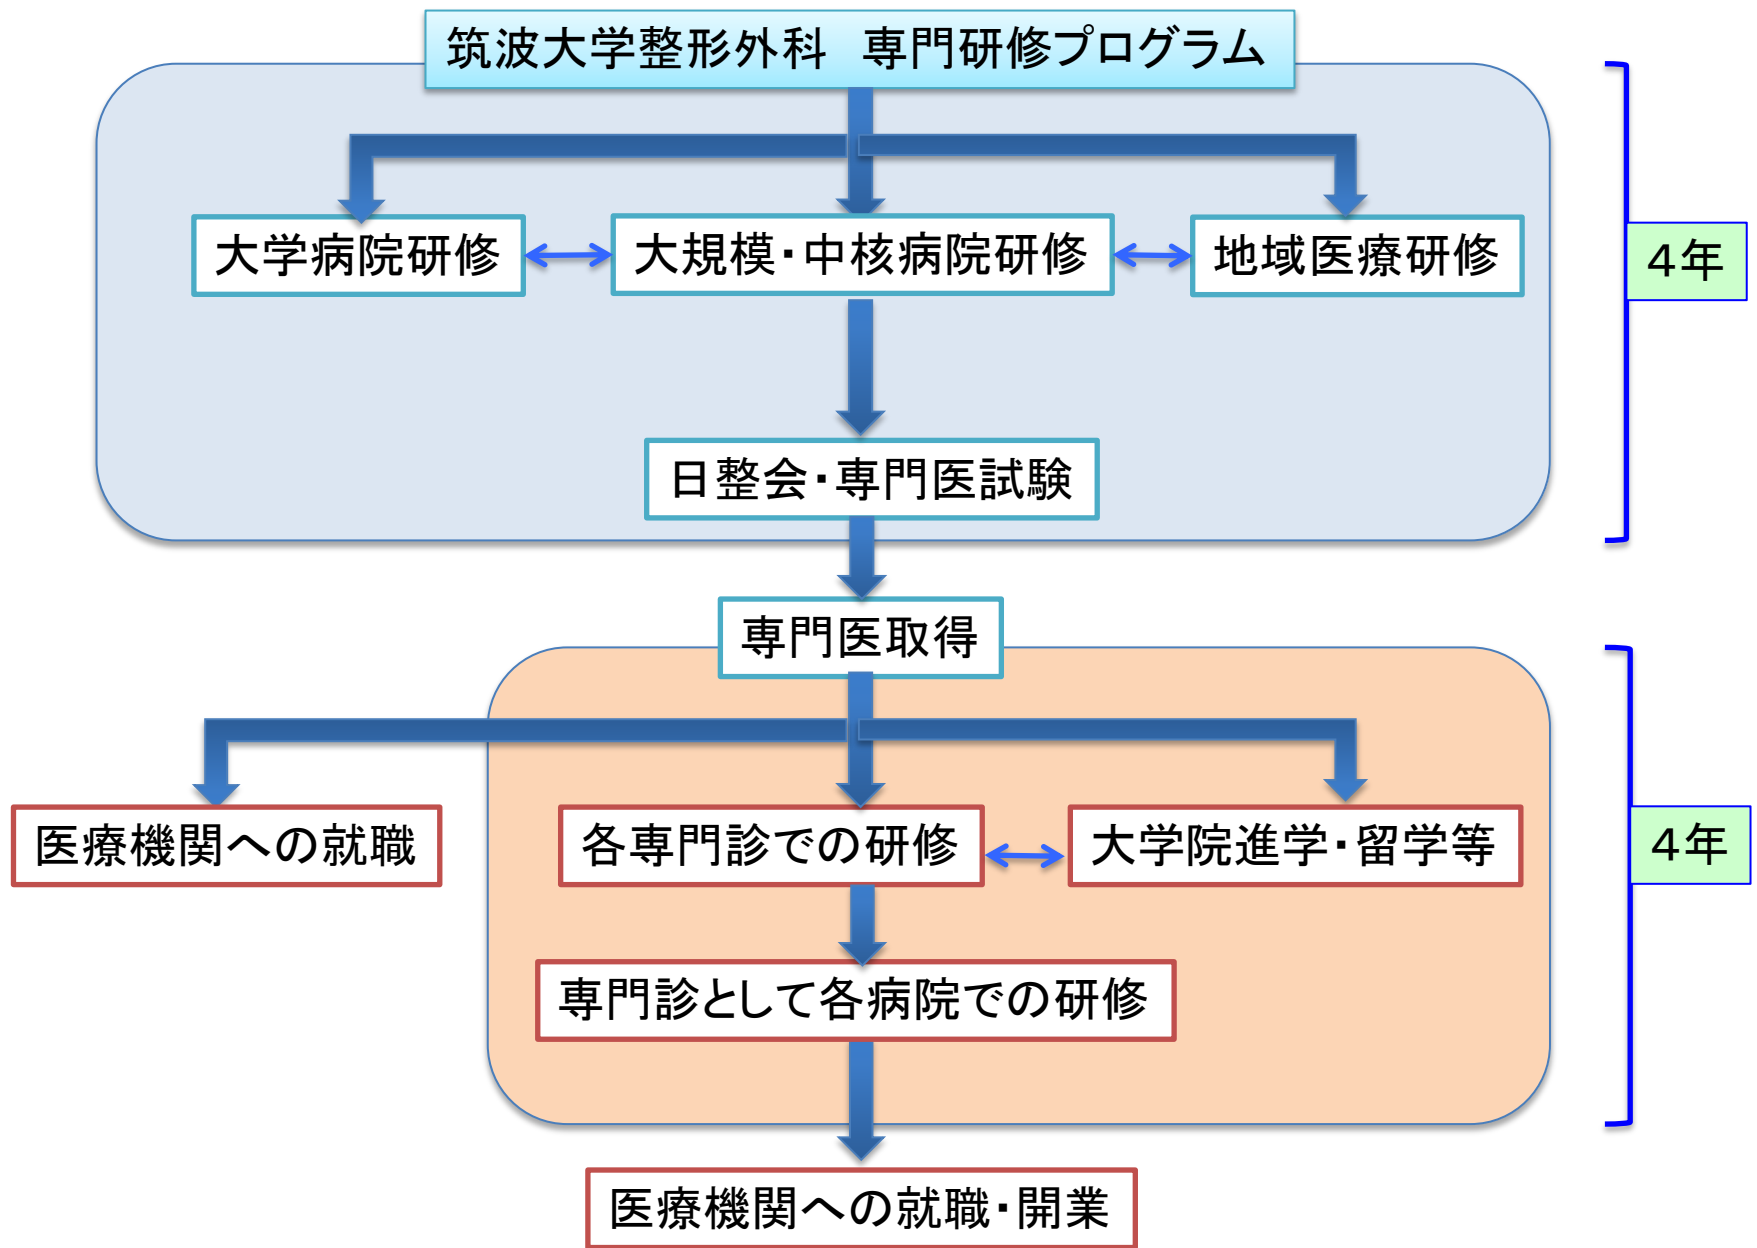 筑波大学整形外科　専門研修プログラム
大学病院研修
大規模・中核病院研修
地域医療研修
４年
日整会・専門医試験
専門医取得
医療機関への就職
各専門診での研修
大学院進学・留学等
４年
専門診として各病院での研修
医療機関への就職・開業